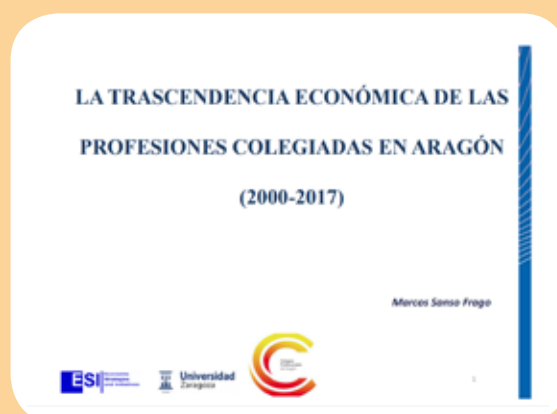 LA TRASCENDENCIA ECONÓMICA DE LAS
PROFESIONES COLEGIADAS EN ARAGÓN
(2000-2017)
Marcos Sanso Frago
ESI
Universidad
Zaragoza